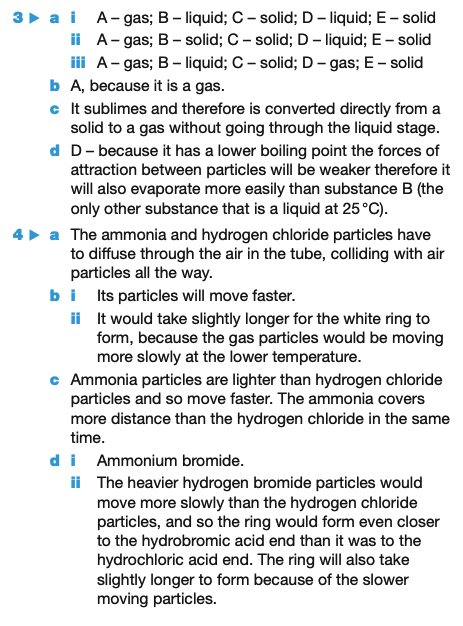 3 ▶ a i A – gas; B – liquid; C – solid; D – liquid; E – solid
ii A – gas; B – solid; C – solid; D – liquid; E – solid
iii A – gas; B – liquid; C – solid; D – gas; E – solid
b A, because it is a gas.
c It sublimes and therefore is converted directly from a
solid to a gas without going through the liquid stage.
d D – because it has a lower boiling point the forces of
attraction between particles will be weaker therefore it
will also evaporate more easily than substance B (the
only other substance that is a liquid at 25 °C).
4 ▶ a The ammonia and hydrogen chloride particles have
to diffuse through the air in the tube, colliding with air
particles all the way.
b i Its particles will move faster.
ii It would take slightly longer for the white ring to
form, because the gas particles would be moving
more slowly at the lower temperature.
c Ammonia particles are lighter than hydrogen chloride
particles and so move faster. The ammonia covers
more distance than the hydrogen chloride in the same
time.
d i Ammonium bromide.
ii The heavier hydrogen bromide particles would
move more slowly than the hydrogen chloride
particles, and so the ring would form even closer
to the hydrobromic acid end than it was to the
hydrochloric acid end. The ring will also take
slightly longer to form because of the slower
moving particles.